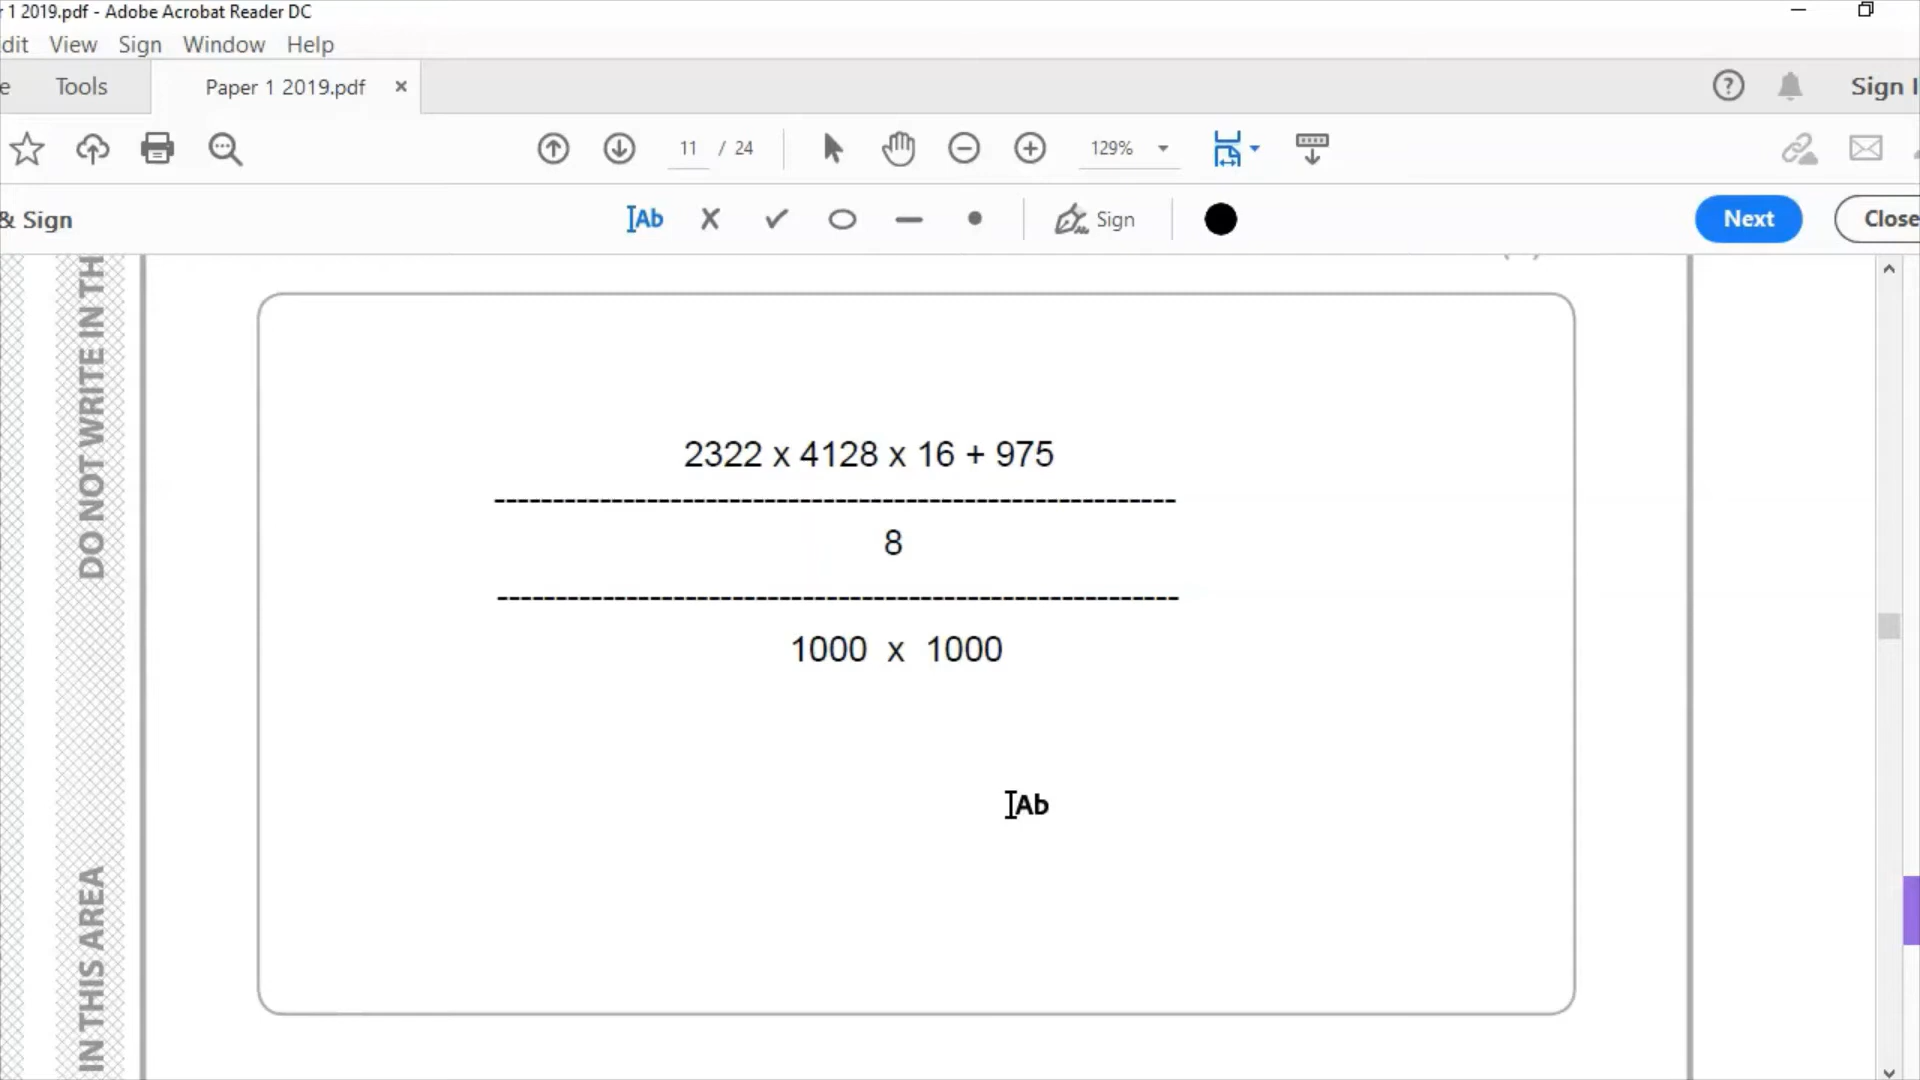 r 1 2019.pdf - Adobe Acrobat Reader DC
dit View Sign Window Help
e Tools Paper 1 2019.pdf × Sign I
11 / 24 129%
& Sign IAb Sign Next Close
DO NOT WRITE IN TH
IN THIS AREA
2322 x 4128 x 16 + 975
----------------------------------------------------------
8
----------------------------------------------------------
1000 x 1000
IAb